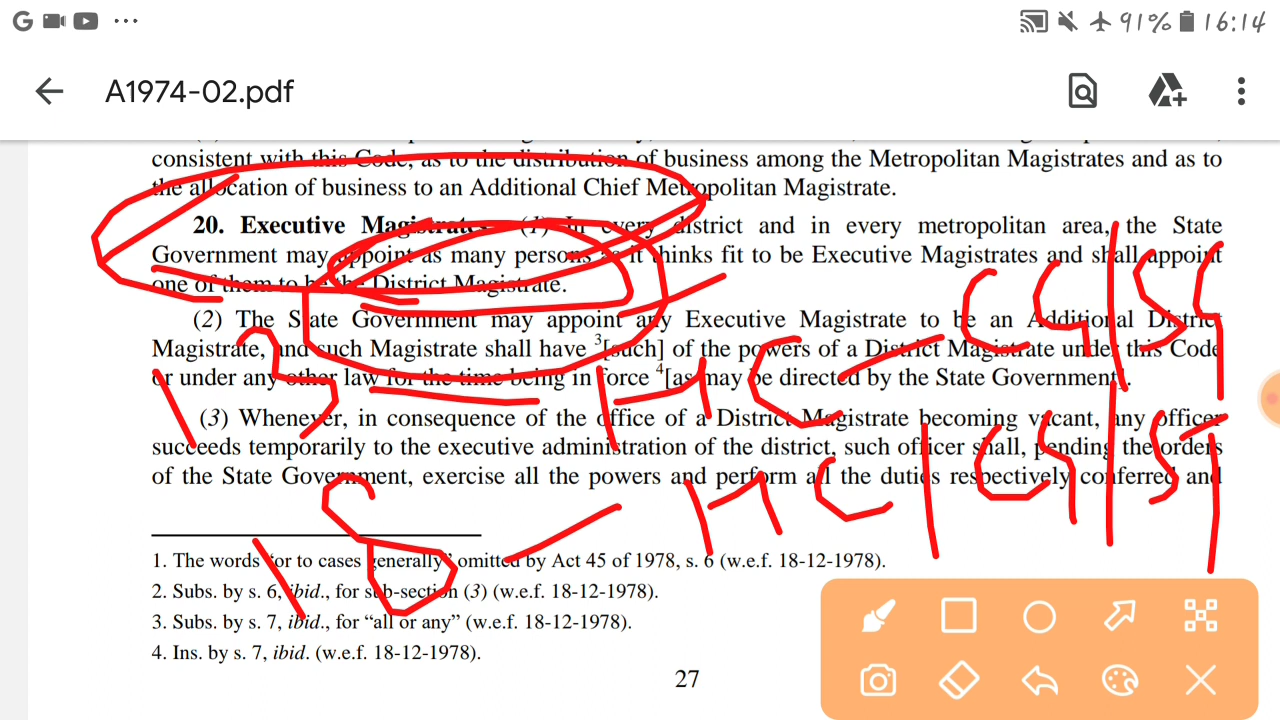 G ... 91% 16:14
A1974-02.pdf
consistent with this Code, as to the distribution of business among the Metropolitan Magistrates and as to
the allocation of business to an Additional Chief Metropolitan Magistrate.
20. Executive Magistrates.—(1) In every district and in every metropolitan area, the State
Government may appoint as many persons as it thinks fit to be Executive Magistrates and shall appoint
one of them to be the District Magistrate.
(2) The State Government may appoint any Executive Magistrate to be an Additional District
Magistrate, and such Magistrate shall have 3[such] of the powers of a District Magistrate under this Code
or under any other law for the time being in force 4[as may be directed by the State Government].
(3) Whenever, in consequence of the office of a District Magistrate becoming vacant, any officer
succeeds temporarily to the executive administration of the district, such officer shall, pending the orders
of the State Government, exercise all the powers and perform all the duties respectively conferred and
1. The words "or to cases generally" omitted by Act 45 of 1978, s. 6 (w.e.f. 18-12-1978).
2. Subs. by s. 6, ibid., for sub-section (3) (w.e.f. 18-12-1978).
3. Subs. by s. 7, ibid., for "all or any" (w.e.f. 18-12-1978).
4. Ins. by s. 7, ibid. (w.e.f. 18-12-1978).
27